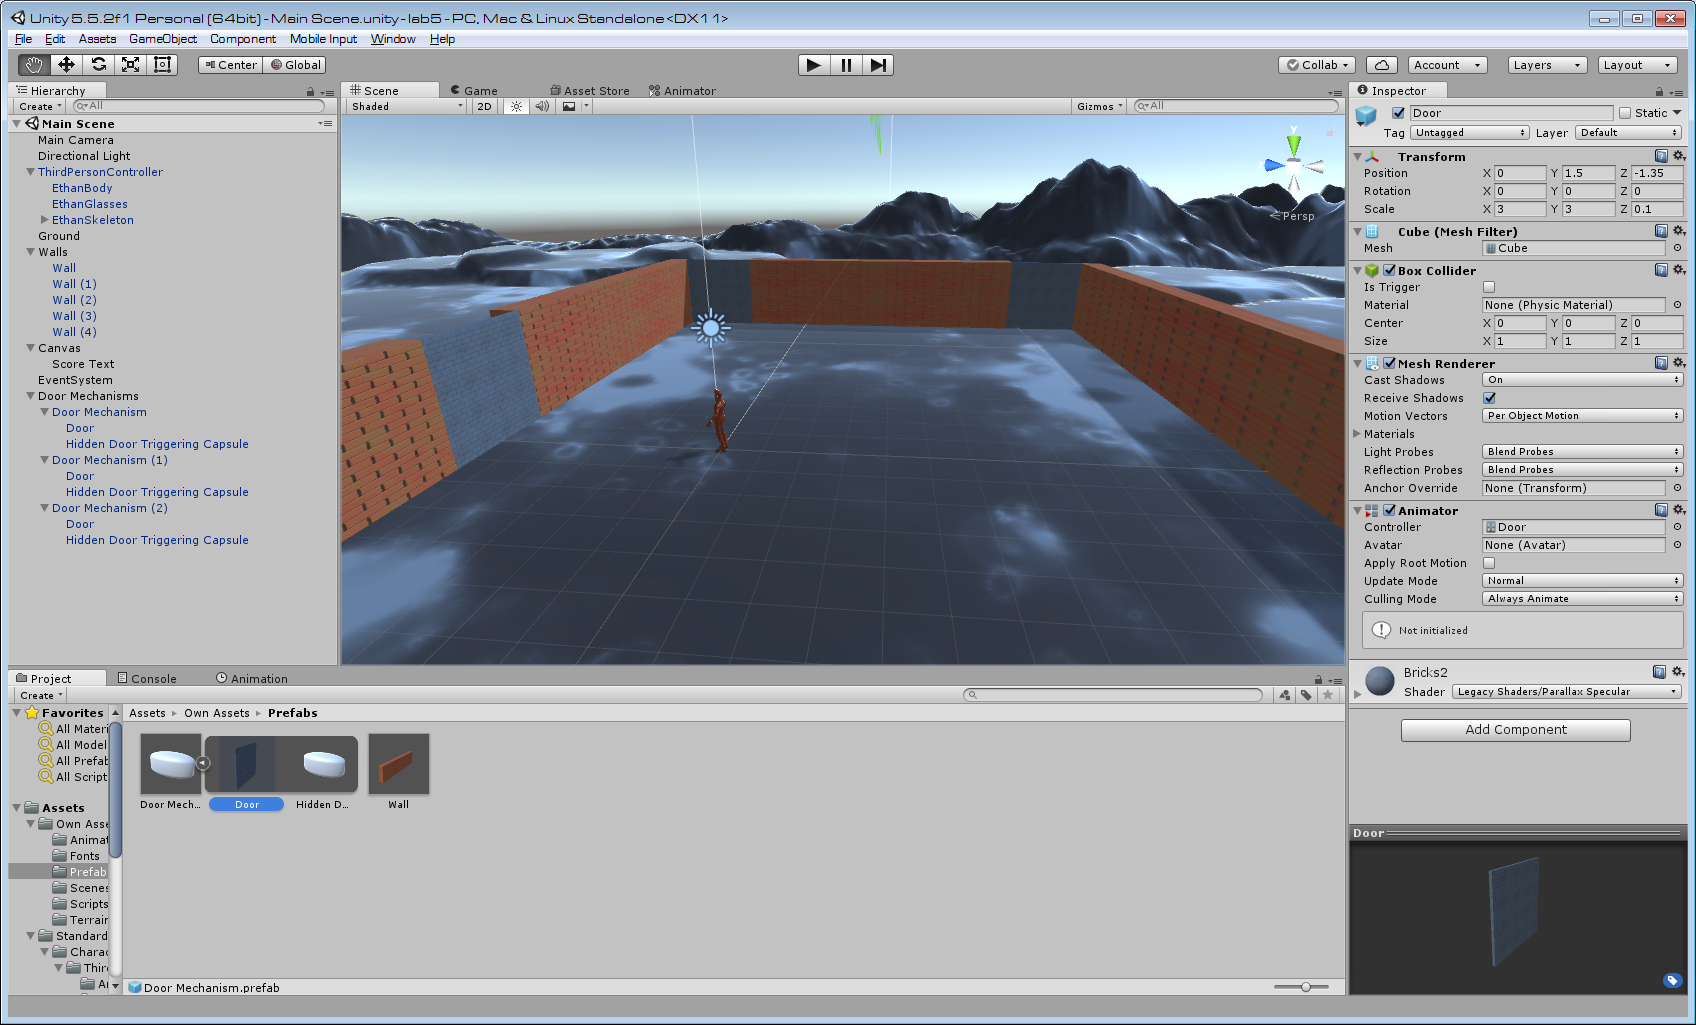 Unity 5.5.2f1 Personal (64bit) - Main Scene.unity - lab5 - PC, Mac & Linux Standalone <DX11>
File Edit Assets GameObject Component Mobile Input Window Help
Center Global Collab Account Layers Layout
Hierarchy
Create All
Main Scene
Main Camera
Directional Light
ThirdPersonController
EthanBody
EthanGlasses
EthanSkeleton
Ground
Walls
Wall
Wall (1)
Wall (2)
Wall (3)
Wall (4)
Canvas
Score Text
EventSystem
Door Mechanisms
Door Mechanism
Door
Hidden Door Triggering Capsule
Door Mechanism (1)
Door
Hidden Door Triggering Capsule
Door Mechanism (2)
Door
Hidden Door Triggering Capsule
Scene Game Asset Store Animator
Shaded 2D Gizmos All
y
Persp
Inspector
Door Static
Tag Untagged Layer Default
Transform
Position X 0 Y 1.5 Z -1.35
Rotation X 0 Y 0 Z 0
Scale X 3 Y 3 Z 0.1
Cube (Mesh Filter)
Mesh Cube
Box Collider
Is Trigger
Material None (Physic Material)
Center X 0 Y 0 Z 0
Size X 1 Y 1 Z 1
Mesh Renderer
Cast Shadows On
Receive Shadows
Motion Vectors Per Object Motion
Materials
Light Probes Blend Probes
Reflection Probes Blend Probes
Anchor Override None (Transform)
Animator
Controller Door
Avatar None (Avatar)
Apply Root Motion
Update Mode Normal
Culling Mode Always Animate
Not initialized
Bricks2
Shader Legacy Shaders/Parallax Specular
Add Component
Door
Project Console Animation
Create
Favorites
All Materi
All Model
All Prefab
All Script
Assets
Own Asse
Animat
Fonts
Prefab
Scenes
Scripts
Terrain
Standard
Charac
Thir
Ar
Assets Own Assets Prefabs
Door Mech... Door Hidden D... Wall
Door Mechanism.prefab